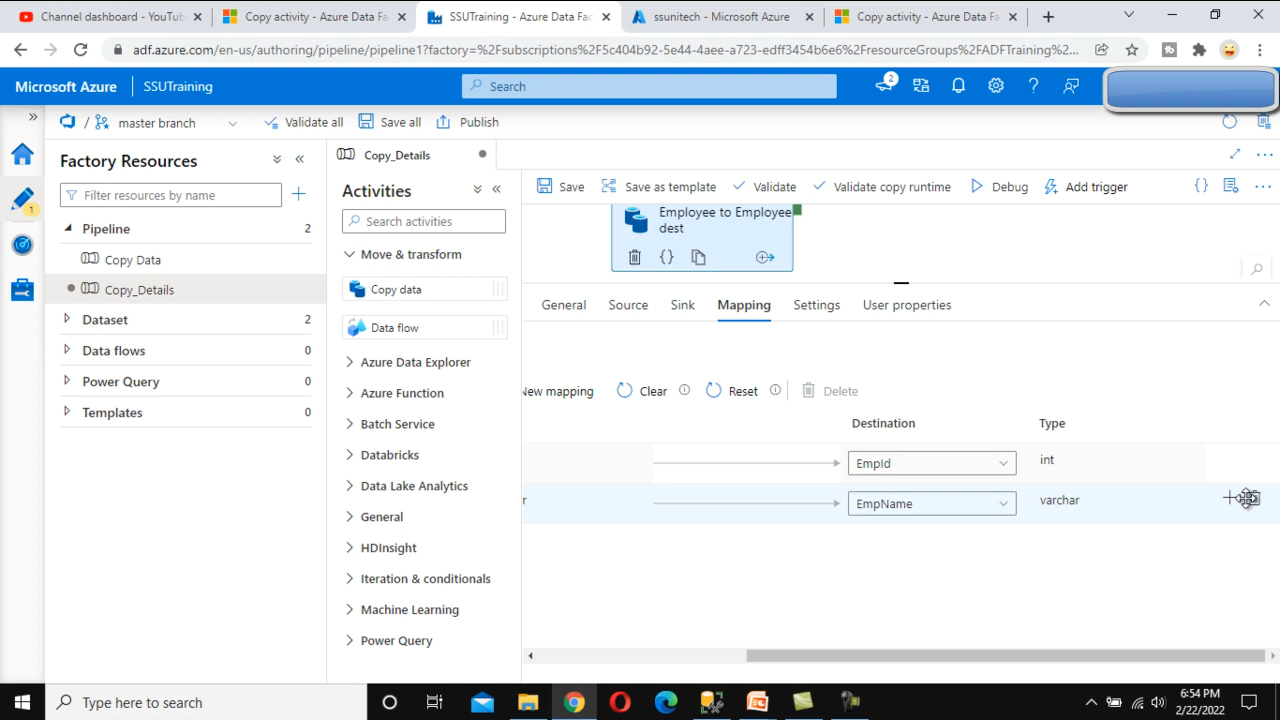 Channel dashboard - YouTu
Copy activity - Azure Data Fa
SSUTraining - Azure Data Fac
ssunitech - Microsoft Azure
Copy activity - Azure Data Fa
adf.azure.com/en-us/authoring/pipeline/pipeline1?factory=%2Fsubscriptions%2F5c404b92-5e44-4aee-a723-edff3454b6e6%2FresourceGroups%2FADFTraining%2...
Microsoft Azure
SSUTraining
Search
2
/ master branch
Validate all
Save all
Publish
Factory Resources
Copy_Details
Activities
Filter resources by name
Search activities
Save
Save as template
Validate
Validate copy runtime
Debug
Add trigger
Pipeline 2
Copy Data
Copy_Details
Dataset 2
Data flows 0
Power Query 0
Templates 0
1
Move & transform
Copy data
Data flow
Azure Data Explorer
Azure Function
Batch Service
Databricks
Data Lake Analytics
General
HDInsight
Iteration & conditionals
Machine Learning
Power Query
Employee to Employee
dest
General
Source
Sink
Mapping
Settings
User properties
New mapping
Clear
Reset
Delete
Destination
Type
EmpId
int
r
EmpName
varchar
Type here to search
6:54 PM
2/22/2022